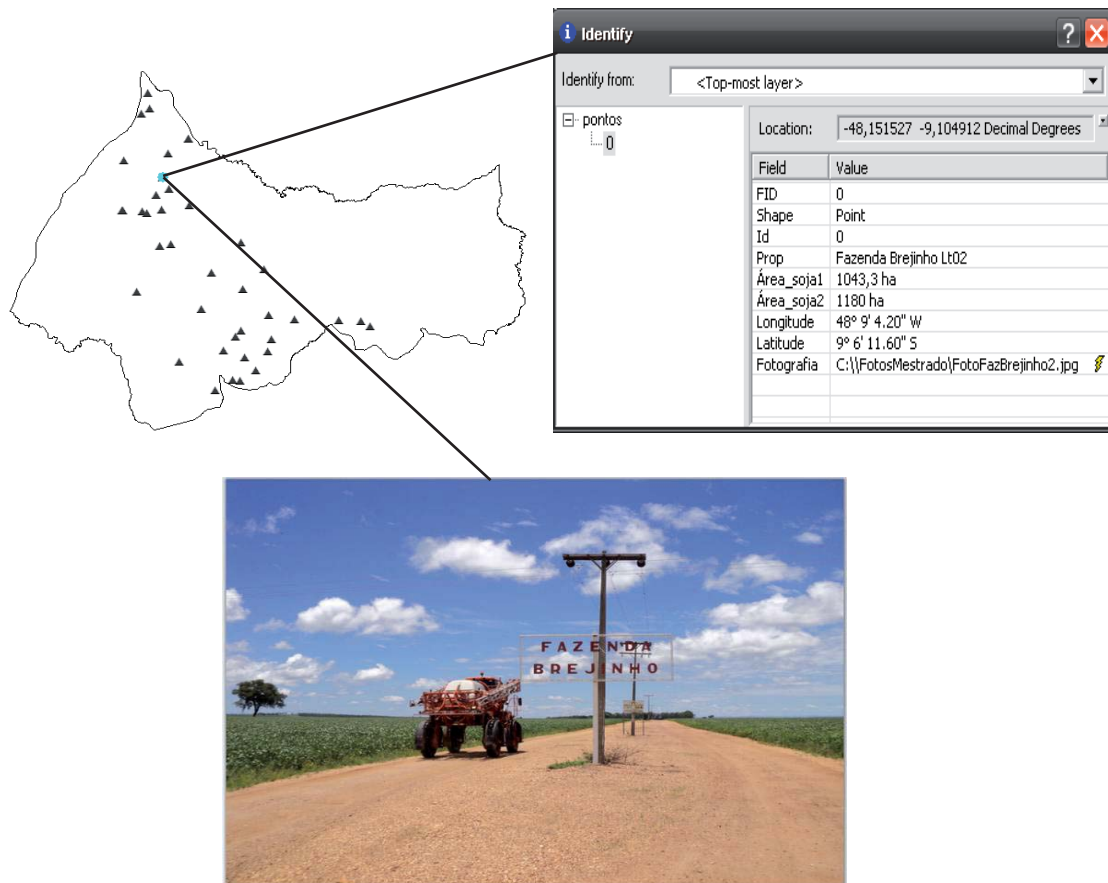 Identify
?
X
Identify from:
<Top-most layer>
pontos
0
Location: -48,151527 -9,104912 Decimal Degrees
Field Value
FID 0
Shape Point
Id 0
Prop Fazenda Brejinho Lt02
Área_soja1 1043,3 ha
Área_soja2 1180 ha
Longitude 48° 9' 4.20" W
Latitude 9° 6' 11.60" S
Fotografia C:\\FotosMestrado\FotoFazBrejinho2.jpg
FAZENDA
BREJINHO